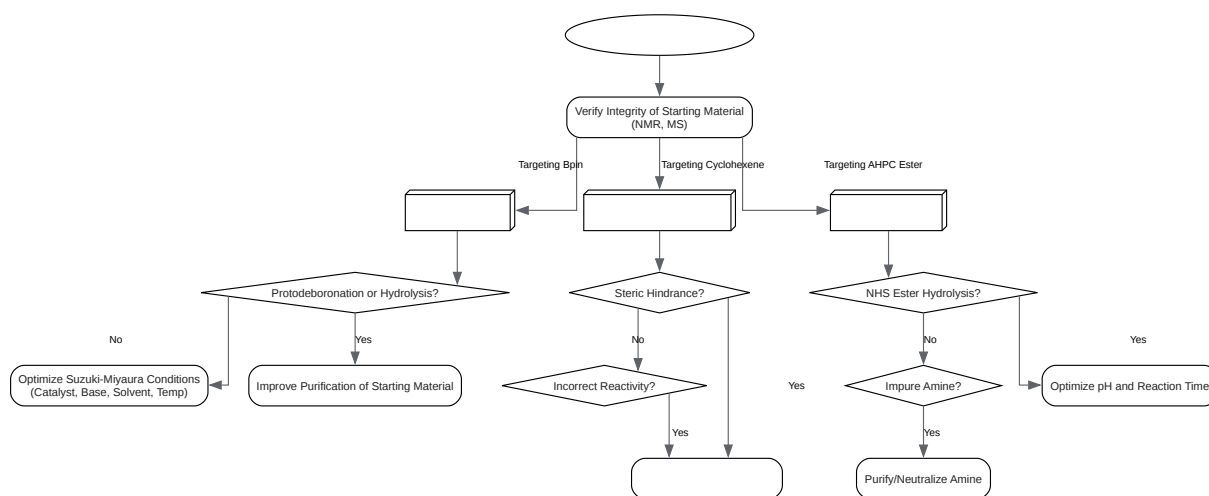 Verify Integrity of Starting Material
(NMR, MS)
Targeting Bpin
Targeting Cyclohexene
Targeting AHPC Ester
Protodeboronation or Hydrolysis?
Steric Hindrance?
NHS Ester Hydrolysis?
No
Yes
No
No
Yes
Optimize Suzuki-Miyaura Conditions
(Catalyst, Base, Solvent, Temp)
Improve Purification of Starting Material
Incorrect Reactivity?
Yes
Impure Amine?
Optimize pH and Reaction Time
Yes
Yes
Purify/Neutralize Amine